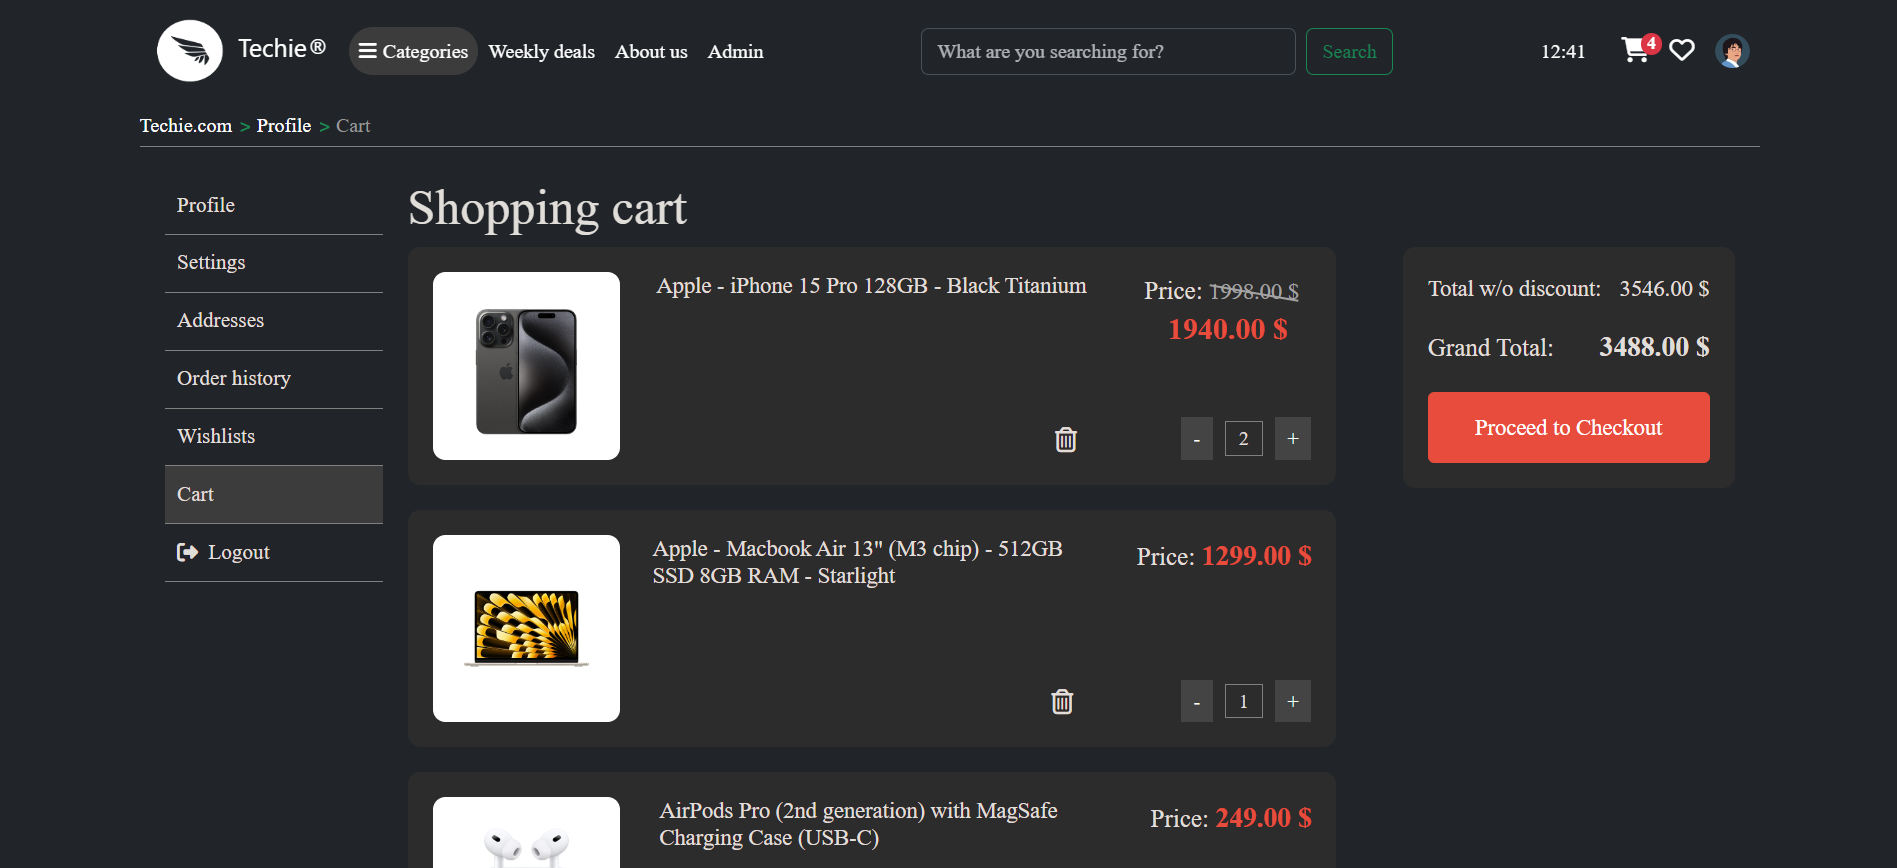 Techie®
Categories Weekly deals About us Admin
What are you searching for?
Search
12:41
4
Techie.com > Profile > Cart
Profile
Settings
Addresses
Order history
Wishlists
Cart
Logout
Shopping cart
Apple - iPhone 15 Pro 128GB - Black Titanium
Price: 1998.00 $
1940.00 $
- 2 +
Apple - Macbook Air 13" (M3 chip) - 512GB
SSD 8GB RAM - Starlight
Price: 1299.00 $
- 1 +
AirPods Pro (2nd generation) with MagSafe
Charging Case (USB-C)
Price: 249.00 $
Total w/o discount: 3546.00 $
Grand Total: 3488.00 $
Proceed to Checkout